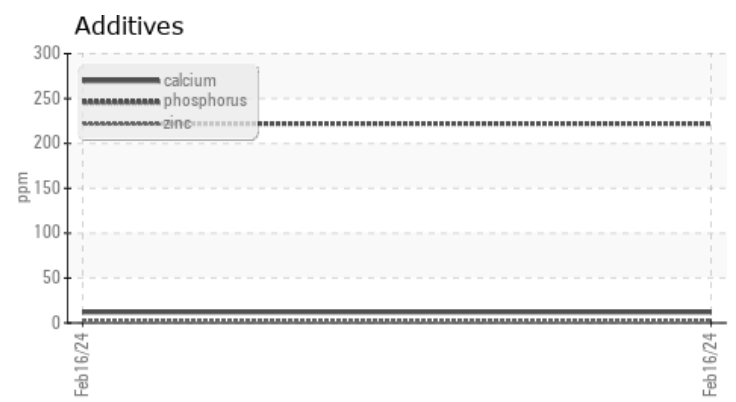 Additives
300
250
200
150
100
50
0
ppm
calcium
phosphorus
zinc
Feb16/24
Feb16/24